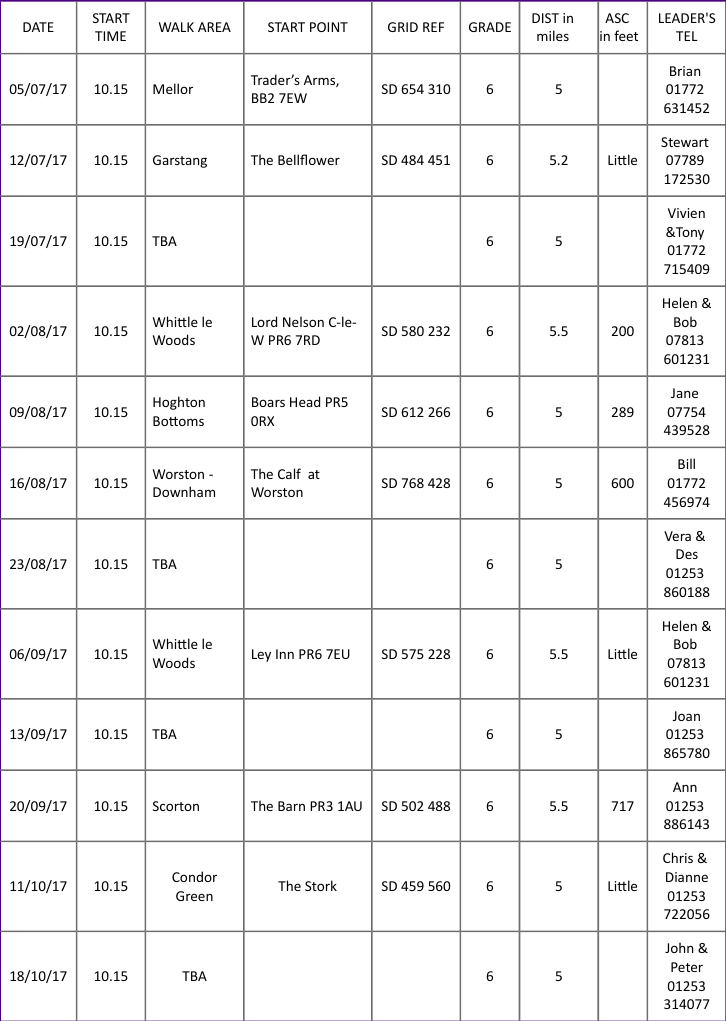 DATE START TIME WALK AREA START POINT GRID REF GRADE DIST in miles ASC in feet LEADER'S TEL
05/07/17 10.15 Mellor Trader’s Arms, BB2 7EW SD 654 310 6 5 Brian 01772 631452
12/07/17 10.15 Garstang The Bellflower SD 484 451 6 5.2 Little Stewart 07789 172530
19/07/17 10.15 TBA 6 5 Vivien &Tony 01772 715409
02/08/17 10.15 Whittle le Woods Lord Nelson C-le-W PR6 7RD SD 580 232 6 5.5 200 Helen & Bob 07813 601231
09/08/17 10.15 Hoghton Bottoms Boars Head PR5 0RX SD 612 266 6 5 289 Jane 07754 439528
16/08/17 10.15 Worston - Downham The Calf at Worston SD 768 428 6 5 600 Bill 01772 456974
23/08/17 10.15 TBA 6 5 Vera & Des 01253 860188
06/09/17 10.15 Whittle le Woods Ley Inn PR6 7EU SD 575 228 6 5.5 Little Helen & Bob 07813 601231
13/09/17 10.15 TBA 6 5 Joan 01253 865780
20/09/17 10.15 Scorton The Barn PR3 1AU SD 502 488 6 5.5 717 Ann 01253 886143
11/10/17 10.15 Condor Green The Stork SD 459 560 6 5 Little Chris & Dianne 01253 722056
18/10/17 10.15 TBA 6 5 John & Peter 01253 314077